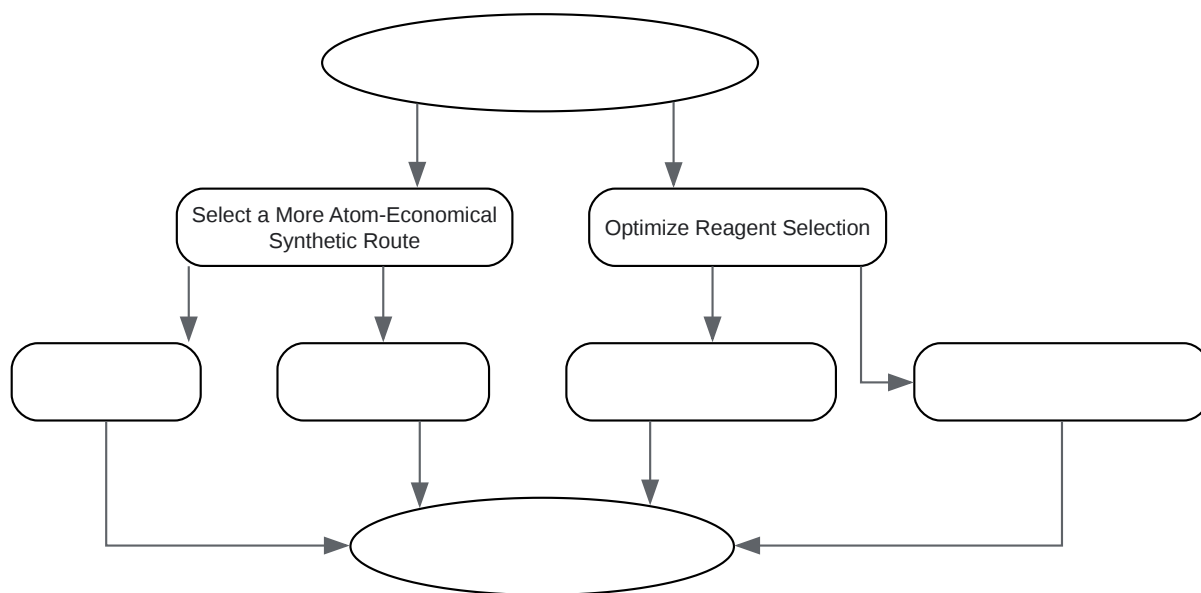 Select a More Atom-Economical
Synthetic Route
Optimize Reagent Selection